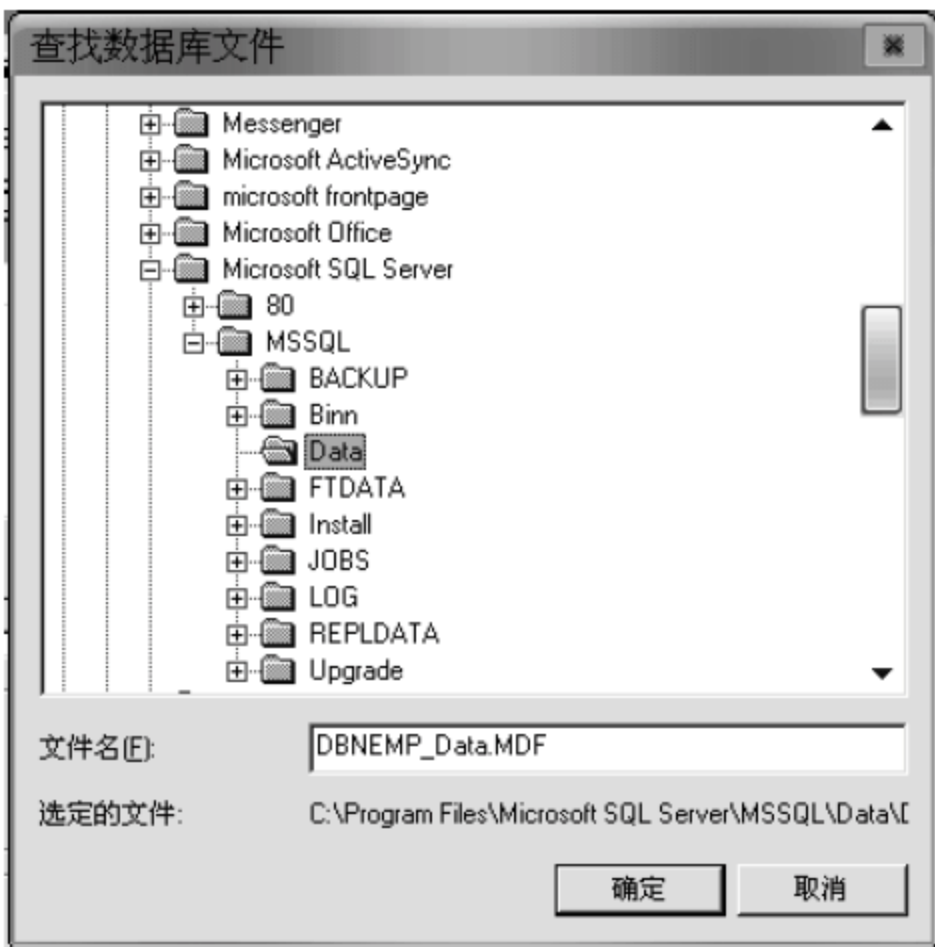 查找数据库文件
Messenger
Microsoft ActiveSync
microsoft frontpage
Microsoft Office
Microsoft SQL Server
80
MSSQL
BACKUP
Binn
Data
FTDATA
Install
JOBS
LOG
REPLDATA
Upgrade
文件名(F): DBNEMP_Data.MDF
选定的文件: C:\Program Files\Microsoft SQL Server\MSSQL\Data\
确定 取消